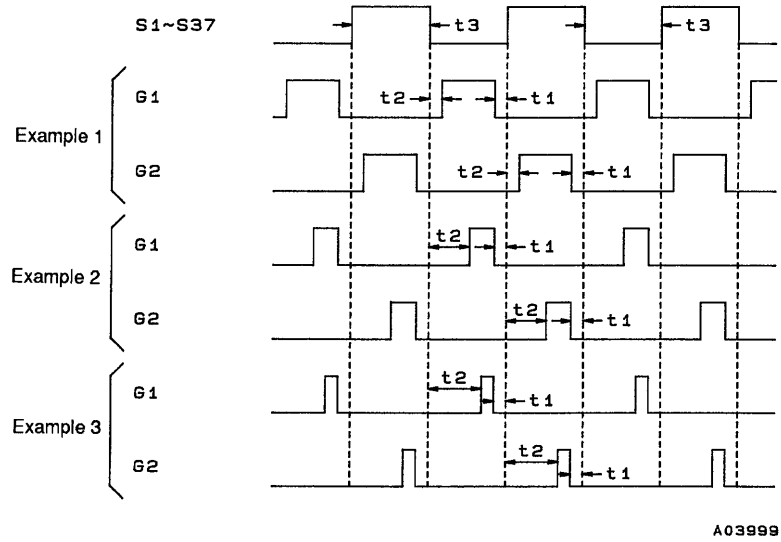 S1~S37 t3 t3
Example 1
G1 t2 t1
G2 t2 t1
Example 2
G1 t2 t1
G2 t2 t1
Example 3
G1 t2 t1
G2 t2 t1
A03999